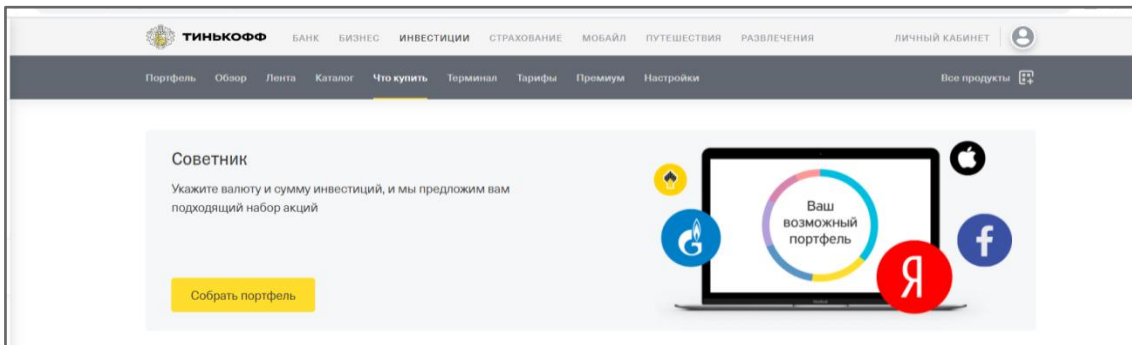 ТИНЬКОФФ БАНК БИЗНЕС ИНВЕСТИЦИИ СТРАХОВАНИЕ МОБАЙЛ ПУТЕШЕСТВИЯ РАЗВЛЕЧЕНИЯ ЛИЧНЫЙ КАБИНЕТ
Портфель Обзор Лента Каталог Что купить Терминал Тарифы Премиум Настройки Все продукты
Советник
Укажите валюту и сумму инвестиций, и мы предложим вам
подходящий набор акций
Собрать портфель
Ваш
возможный
портфель
Я